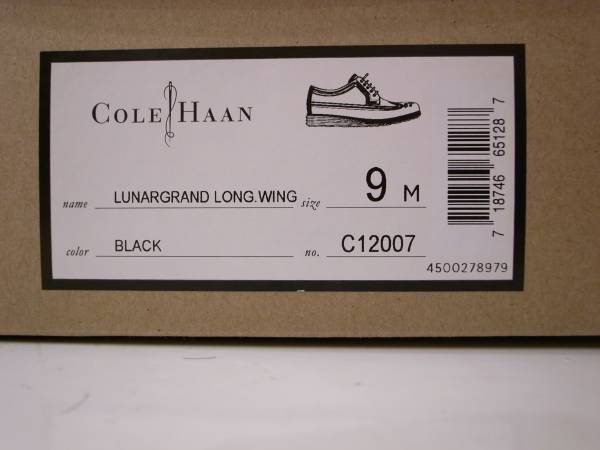 COLE HAAN
name LUNARGRAND LONG.WING size 9 M
color BLACK no. C12007
7 18746 65128 7
4500278979